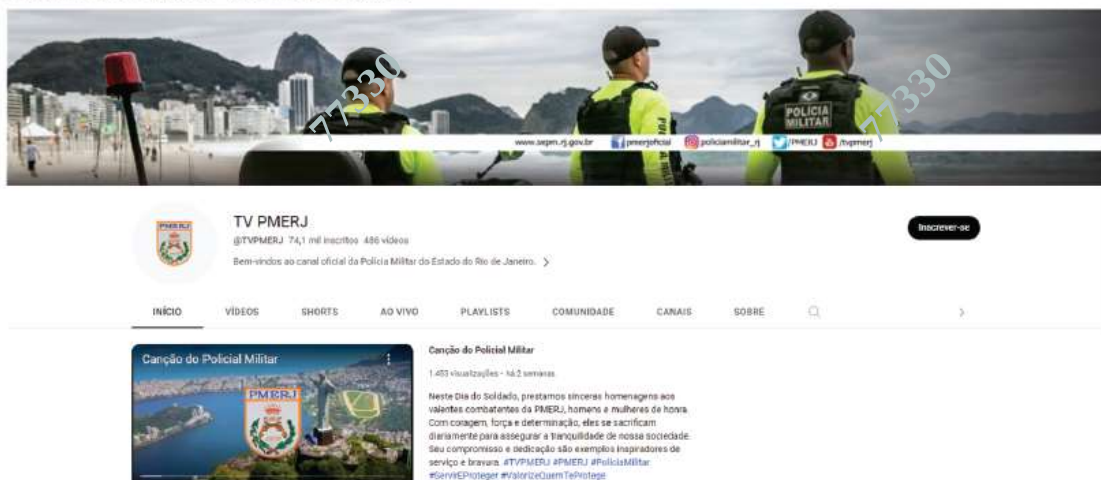 77330
77330
POLÍCIA
MILITAR
www.sepm.rj.gov.br pmerjoficial policiamilitar_rj /PMERJ /tvpmerj
PMERJ
TV PMERJ
@TVPMERJ 74,1 mil inscritos 486 vídeos
Bem-vindos ao canal oficial da Polícia Militar do Estado do Rio de Janeiro. >
Inscrever-se
INÍCIO VÍDEOS SHORTS AO VIVO PLAYLISTS COMUNIDADE CANAIS SOBRE >
Canção do Policial Militar
PMERJ
Canção do Policial Militar
1.453 visualizações • há 2 semanas
Neste Dia do Soldado, prestamos sinceras homenagens aos
valentes combatentes da PMERJ, homens e mulheres de honra.
Com coragem, força e determinação, eles se sacrificam
diariamente para assegurar a tranquilidade de nossa sociedade.
Seu compromisso e dedicação são exemplos inspiradores de
serviço e bravura. #TVPMERJ #PMERJ #PolíciaMilitar
#ServirEProteger #ValorizeQuemTeProtege